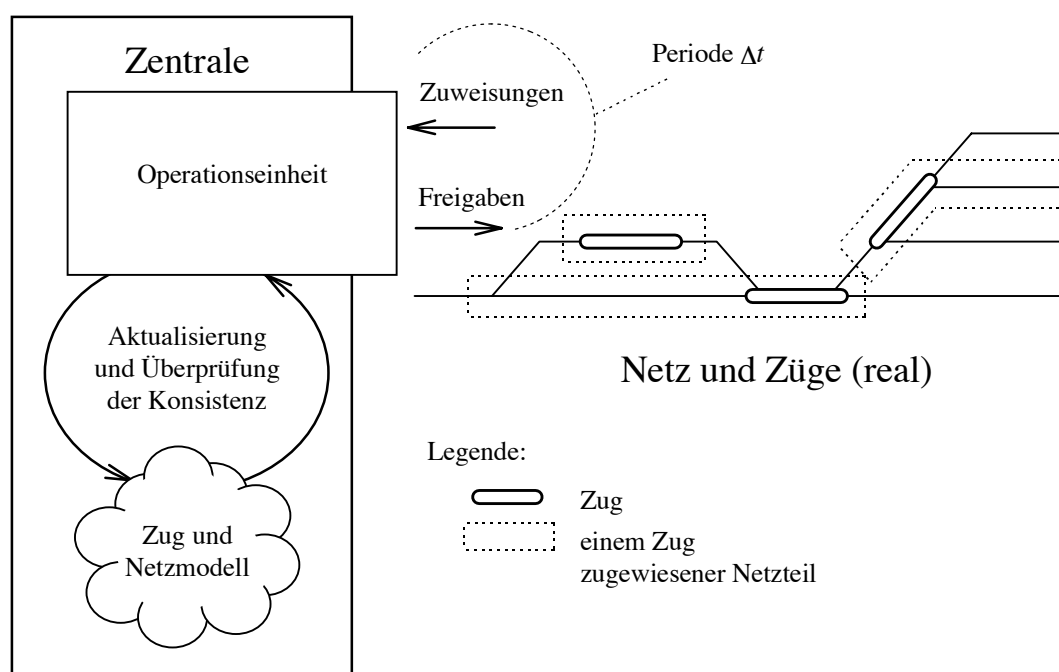 Zentrale
Operationseinheit
Zuweisungen
Freigaben
Periode Δt
Aktualisierung
und Überprüfung
der Konsistenz
Zug und
Netzmodell
Netz und Züge (real)
Legende:
Zug
einem Zug
zugewiesener Netzteil